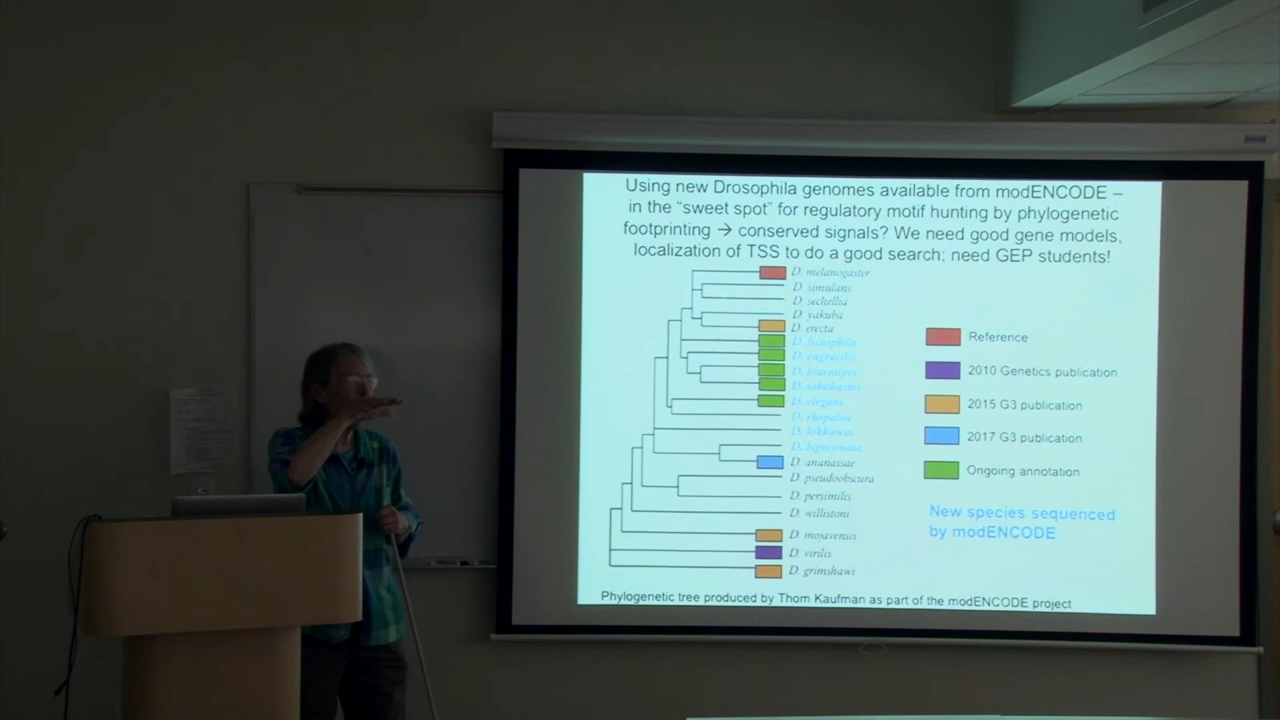 Using new Drosophila genomes available from modENCODE –
in the “sweet spot” for regulatory motif hunting by phylogenetic
footprinting → conserved signals? We need good gene models,
localization of TSS to do a good search; need GEP students!
D. melanogaster
D. simulans
D. sechellia
D. yakuba
D. erecta
D. ficusphila
D. eugracilis
D. biarmipes
D. takahashii
D. elegans
D. rhopaloa
D. kikkawai
D. bipectinata
D. ananassae
D. pseudoobscura
D. persimilis
D. willistoni
D. mojavensis
D. virilis
D. grimshawi
Reference
2010 Genetics publication
2015 G3 publication
2017 G3 publication
Ongoing annotation
New species sequenced
by modENCODE
Phylogenetic tree produced by Thom Kaufman as part of the modENCODE project